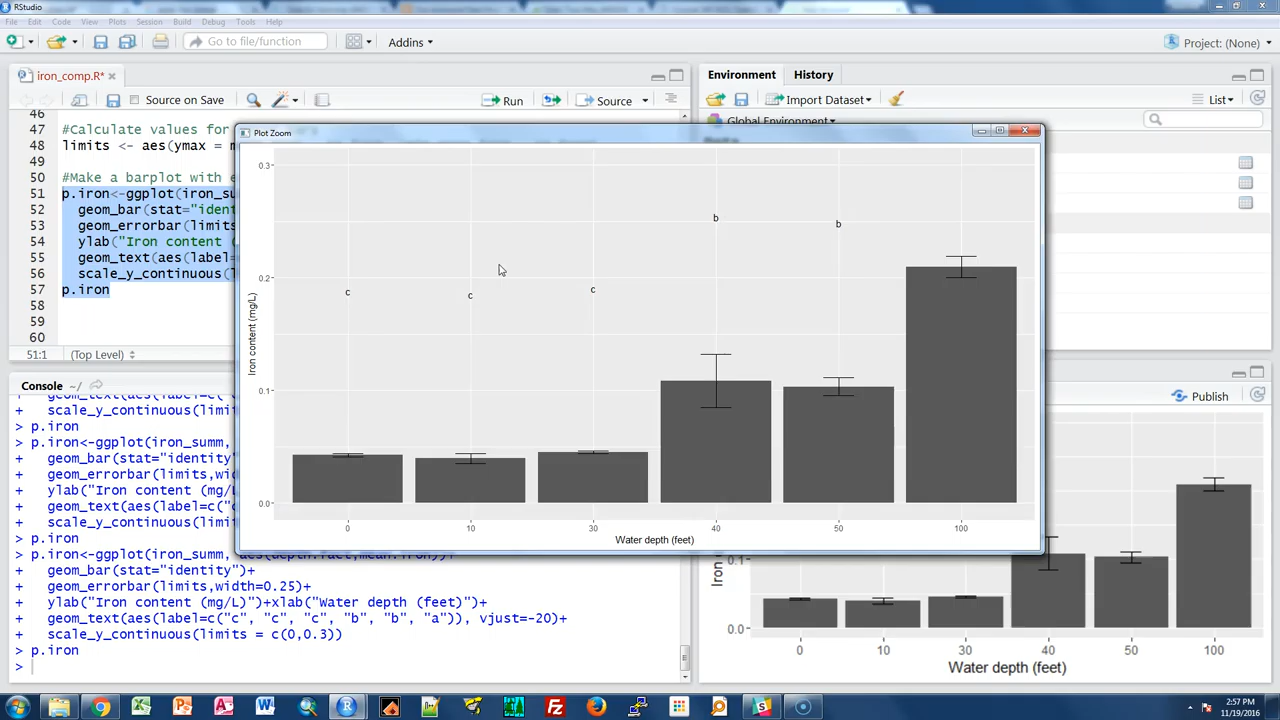 RStudio
File Edit Code View Plots Session Build Debug Tools Help
Go to file/function
Addins
Project: (None)
iron_comp.R*
Source on Save
Run
Source
46
47 #Calculate values for
48 limits <- aes(ymax = m
49
50 #Make a barplot with e
51 p.iron<-ggplot(iron_su
52 geom_bar(stat="ident
53 geom_errorbar(limits
54 ylab("Iron content (
55 geom_text(aes(label=
56 scale_y_continuous(l
57 p.iron
58
59
60
51:1 (Top Level)
Environment History
Import Dataset
List
Global Environment
Plot Zoom
0.3
0.2
0.1
0.0
Iron content (mg/L)
c c c b b
0 10 30 40 50 100
Water depth (feet)
Console ~/
+ geom_text(aes(label=c("
+ scale_y_continuous(limit
> p.iron
> p.iron<-ggplot(iron_summ,
+ geom_bar(stat="identity"
+ geom_errorbar(limits,wid
+ ylab("Iron content (mg/L
+ geom_text(aes(label=c("c
+ scale_y_continuous(limit
> p.iron
> p.iron<-ggplot(iron_summ, aes(depth.fact,mean.iron))+
+ geom_bar(stat="identity")+
+ geom_errorbar(limits,width=0.25)+
+ ylab("Iron content (mg/L)")+xlab("Water depth (feet)")+
+ geom_text(aes(label=c("c", "c", "c", "b", "b", "a")), vjust=-20)+
+ scale_y_continuous(limits = c(0,0.3))
> p.iron
>
Publish
Iron
0.1
0.0
0 10 30 40 50 100
Water depth (feet)
2:57 PM
11/19/2016